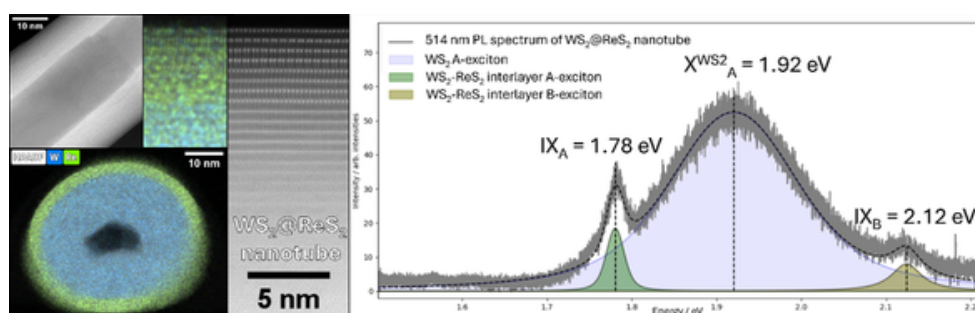 10 nm
HAADF W Re
10 nm
WS₂@ReS₂
nanotube
5 nm
514 nm PL spectrum of WS₂@ReS₂ nanotube
WS₂ A-exciton
WS₂-ReS₂ interlayer A-exciton
WS₂-ReS₂ interlayer B-exciton
X^WS2_A = 1.92 eV
IX_A = 1.78 eV
IX_B = 2.12 eV
Intensity / arb. intensities
70
60
50
40
30
20
10
0
1.6 1.7 1.8 1.9 2.0 2.1 2.2
Energy / eV